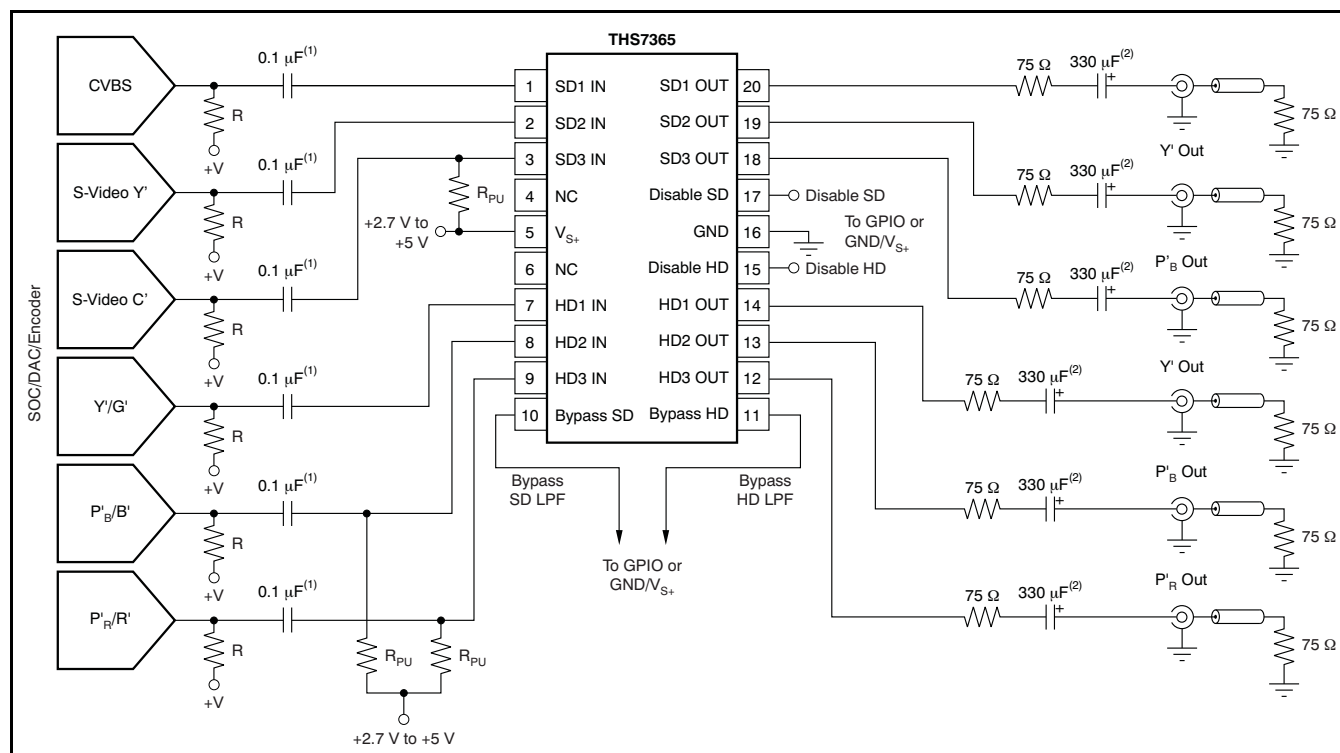 THS7365
SOC/DAC/Encoder
CVBS
R
+V
0.1 µF(1)
S-Video Y'
R
+V
0.1 µF(1)
S-Video C'
R
+V
0.1 µF(1)
Y'/G'
R
+V
0.1 µF(1)
P'B/B'
R
+V
0.1 µF(1)
P'R/R'
R
+V
0.1 µF(1)
RPU
+2.7 V to
+5 V
RPU
RPU
+2.7 V to +5 V
1 SD1 IN
2 SD2 IN
3 SD3 IN
4 NC
5 VS+
6 NC
7 HD1 IN
8 HD2 IN
9 HD3 IN
10 Bypass SD
SD1 OUT 20
SD2 OUT 19
SD3 OUT 18
Disable SD 17
GND 16
Disable HD 15
HD1 OUT 14
HD2 OUT 13
HD3 OUT 12
Bypass HD 11
Bypass
SD LPF
Bypass
HD LPF
To GPIO or
GND/VS+
Disable SD
To GPIO or
GND/VS+
Disable HD
75 Ω
330 µF(2)
+
75 Ω
Y' Out
75 Ω
330 µF(2)
+
75 Ω
P'B Out
75 Ω
330 µF(2)
+
75 Ω
Y' Out
75 Ω
330 µF(2)
+
75 Ω
P'B Out
75 Ω
330 µF(2)
+
75 Ω
P'R Out
75 Ω
330 µF(2)
+
75 Ω